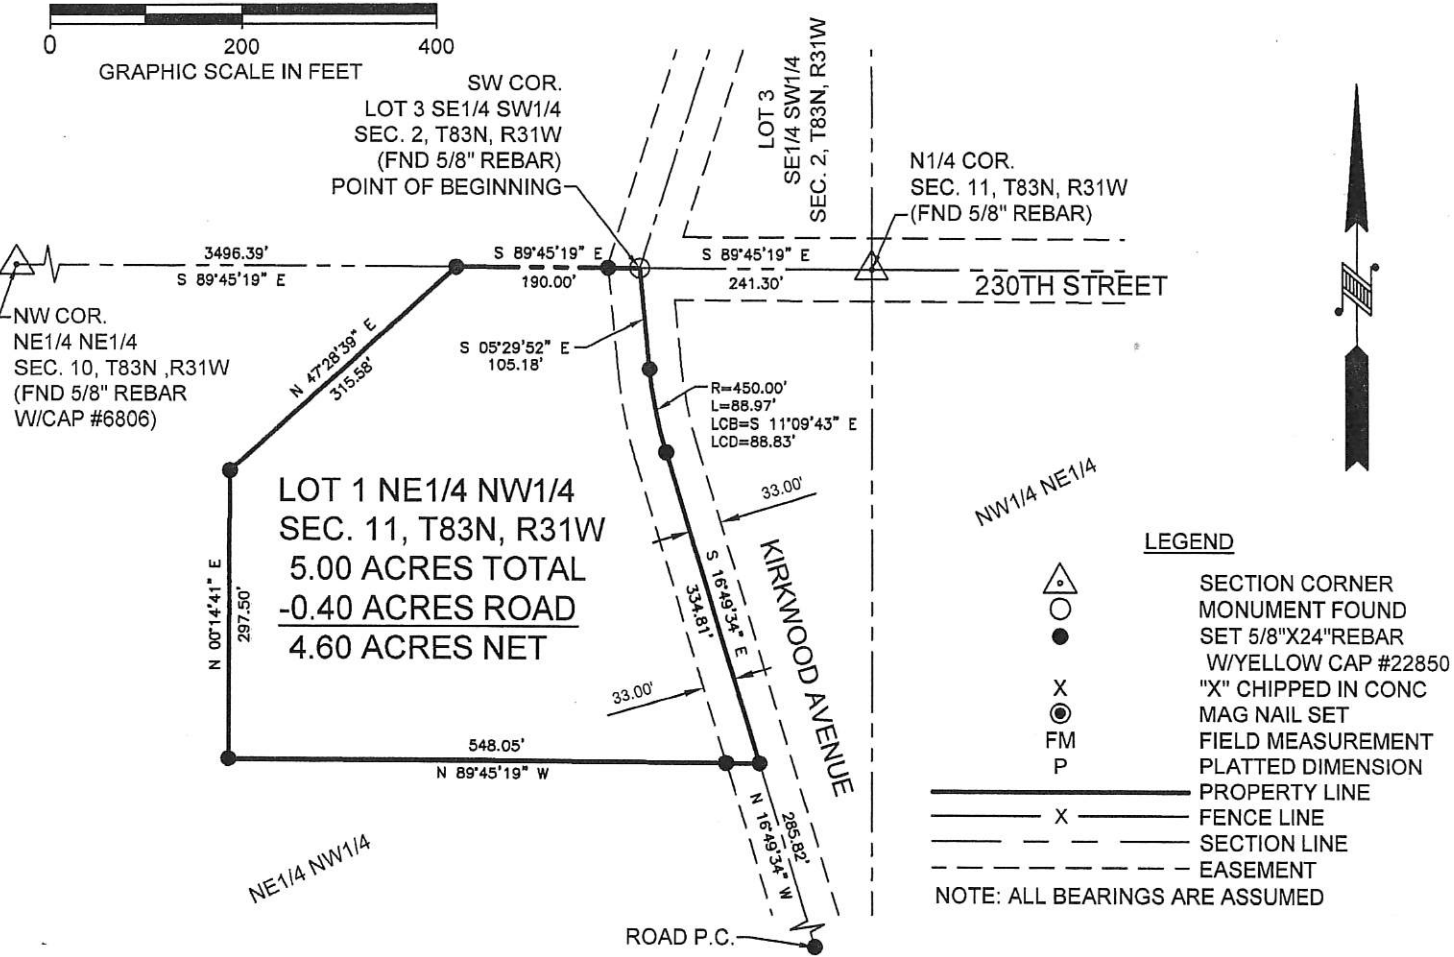 0 200 400
GRAPHIC SCALE IN FEET
SW COR.
LOT 3 SE1/4 SW1/4
SEC. 2, T83N, R31W
(FND 5/8" REBAR)
POINT OF BEGINNING
LOT 3
SE1/4 SW1/4
SEC. 2, T83N, R31W
N1/4 COR.
SEC. 11, T83N, R31W
(FND 5/8" REBAR)
3496.39'
S 89°45'19" E
S 89°45'19" E
190.00'
S 89°45'19" E
241.30'
230TH STREET
NW COR.
NE1/4 NE1/4
SEC. 10, T83N ,R31W
(FND 5/8" REBAR
W/CAP #6806)
N 47°28'39" E
315.58'
S 05°29'52" E
105.18'
R=450.00'
L=88.97'
LCB=S 11°09'43" E
LCD=88.83'
LOT 1 NE1/4 NW1/4
SEC. 11, T83N, R31W
5.00 ACRES TOTAL
-0.40 ACRES ROAD
4.60 ACRES NET
33.00'
NW1/4 NE1/4
N 00°14'41" E
297.50'
S 16°49'34" E
334.81'
KIRKWOOD AVENUE
33.00'
548.05'
N 89°45'19" W
285.82'
N 16°49'34" W
NE1/4 NW1/4
ROAD P.C.
LEGEND
SECTION CORNER
MONUMENT FOUND
SET 5/8"X24"REBAR
W/YELLOW CAP #22850
X "X" CHIPPED IN CONC
MAG NAIL SET
FM FIELD MEASUREMENT
P PLATTED DIMENSION
PROPERTY LINE
X FENCE LINE
SECTION LINE
EASEMENT
NOTE: ALL BEARINGS ARE ASSUMED